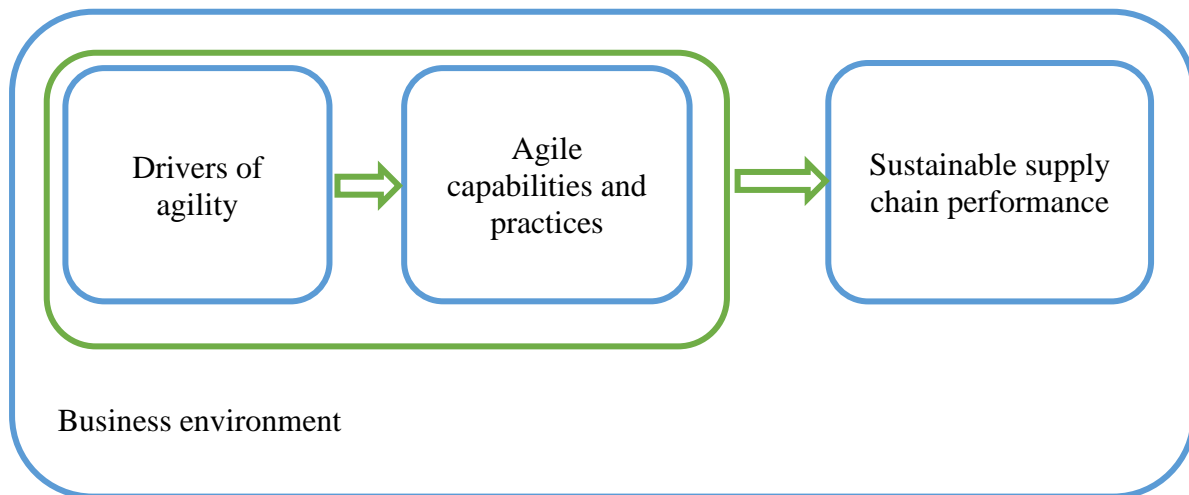 Drivers of
agility
Agile
capabilities and
practices
Sustainable supply
chain performance
Business environment